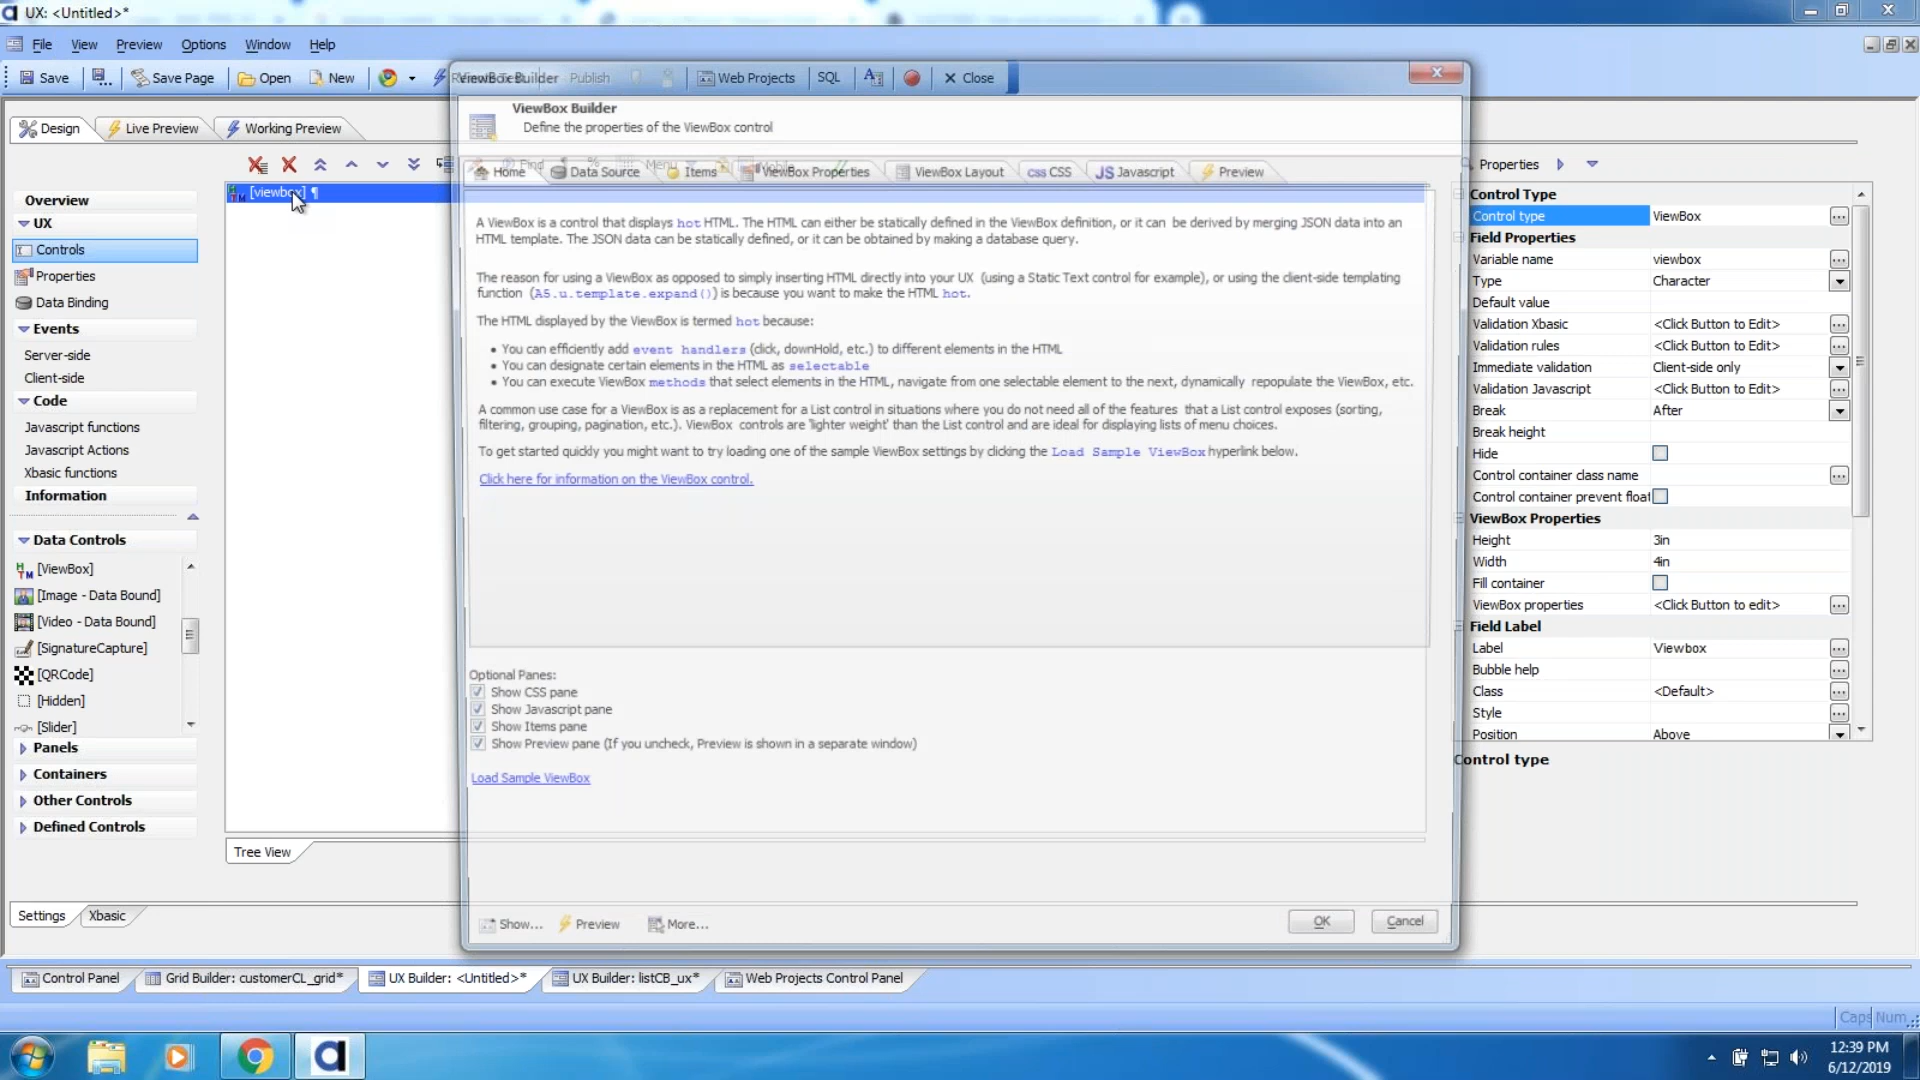 UX: <Untitled>*
File View Preview Options Window Help
Save Save Page Open New Publish Web Projects SQL Close
ViewBox Builder
ViewBox Builder
Define the properties of the ViewBox control
Design Live Preview Working Preview
Find Menu Mobile
Home Data Source Items ViewBox Properties ViewBox Layout css CSS JS Javascript Preview
[viewbox] ¶
Overview
UX
Controls
Properties
Data Binding
Events
Server-side
Client-side
Code
Javascript functions
Javascript Actions
Xbasic functions
Information
Data Controls
[ViewBox]
[Image - Data Bound]
[Video - Data Bound]
[SignatureCapture]
[QRCode]
[Hidden]
[Slider]
Panels
Containers
Other Controls
Defined Controls
A ViewBox is a control that displays hot HTML. The HTML can either be statically defined in the ViewBox definition, or it can be derived by merging JSON data into an
HTML template. The JSON data can be statically defined, or it can be obtained by making a database query.
The reason for using a ViewBox as opposed to simply inserting HTML directly into your UX (using a Static Text control for example), or using the client-side templating
function (A5.u.template.expand()) is because you want to make the HTML hot.
The HTML displayed by the ViewBox is termed hot because:
• You can efficiently add event handlers (click, downHold, etc.) to different elements in the HTML
• You can designate certain elements in the HTML as selectable
• You can execute ViewBox methods that select elements in the HTML, navigate from one selectable element to the next, dynamically repopulate the ViewBox, etc.
A common use case for a ViewBox is as a replacement for a List control in situations where you do not need all of the features that a List control exposes (sorting,
filtering, grouping, pagination, etc.). ViewBox controls are 'lighter weight' than the List control and are ideal for displaying lists of menu choices.
To get started quickly you might want to try loading one of the sample ViewBox settings by clicking the Load Sample ViewBox hyperlink below.
Click here for information on the ViewBox control.
Optional Panes:
Show CSS pane
Show Javascript pane
Show Items pane
Show Preview pane (If you uncheck, Preview is shown in a separate window)
Load Sample ViewBox
Show... Preview More... OK Cancel
Properties
Control Type
Control type ViewBox
Field Properties
Variable name viewbox
Type Character
Default value
Validation Xbasic <Click Button to Edit>
Validation rules <Click Button to Edit>
Immediate validation Client-side only
Validation Javascript <Click Button to Edit>
Break After
Break height
Hide
Control container class name
Control container prevent float
ViewBox Properties
Height 3in
Width 4in
Fill container
ViewBox properties <Click Button to edit>
Field Label
Label Viewbox
Bubble help
Class <Default>
Style
Position Above
Control type
Tree View
Settings Xbasic
Control Panel Grid Builder: customerCL_grid* UX Builder: <Untitled>* UX Builder: listCB_ux* Web Projects Control Panel
Caps Num
12:39 PM
6/12/2019